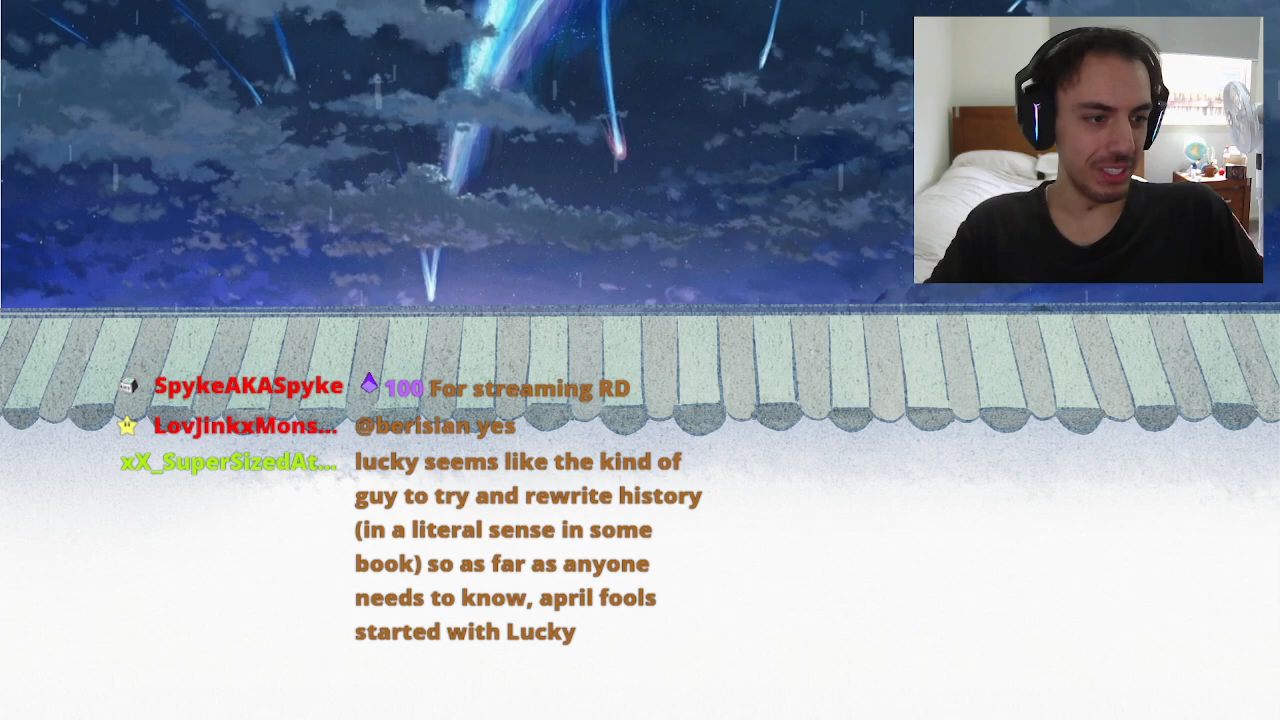 SpykeAKASpyke 100 For streaming RD
LovJinkxMons... @berisian yes
xX_SuperSizedAt... lucky seems like the kind of
guy to try and rewrite history
(in a literal sense in some
book) so as far as anyone
needs to know, april fools
started with Lucky